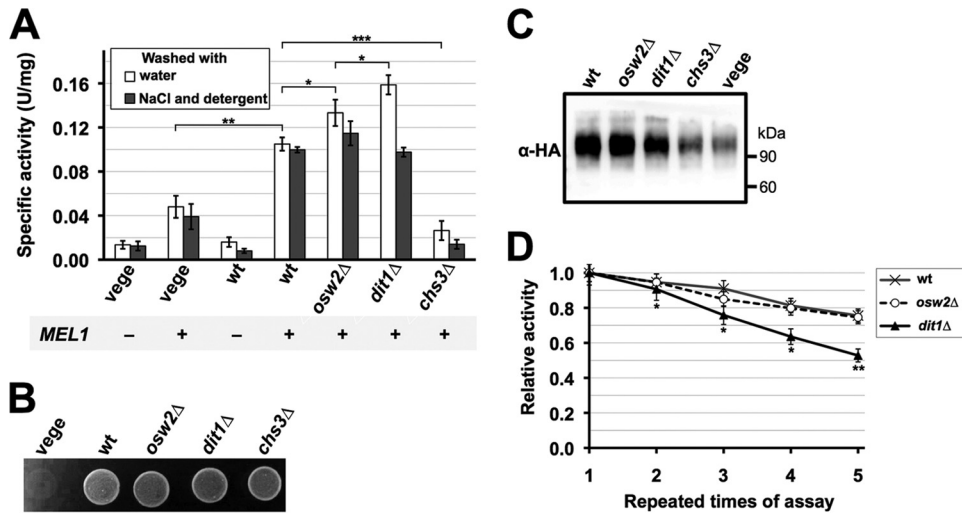 A
Specific activity (U/mg)
Washed with
water
NaCl and detergent
***
*
*
**
0.16
0.12
0.08
0.04
0.00
vege vege wt wt osw2Δ dit1Δ chs3Δ
MEL1 – + – + + + +
B
vege wt osw2Δ dit1Δ chs3Δ
C
wt osw2Δ dit1Δ chs3Δ vege
α-HA
kDa
90
60
D
Relative activity
1.0
0.8
0.6
0.4
0.2
0.0
* * * **
wt
osw2Δ
dit1Δ
1 2 3 4 5
Repeated times of assay